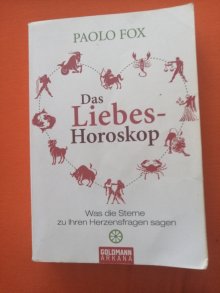 PAOLO FOX
Das
Liebes-
Horoskop
Was die Sterne
zu Ihren Herzensfragen sagen
GOLDMANN
ARKANA